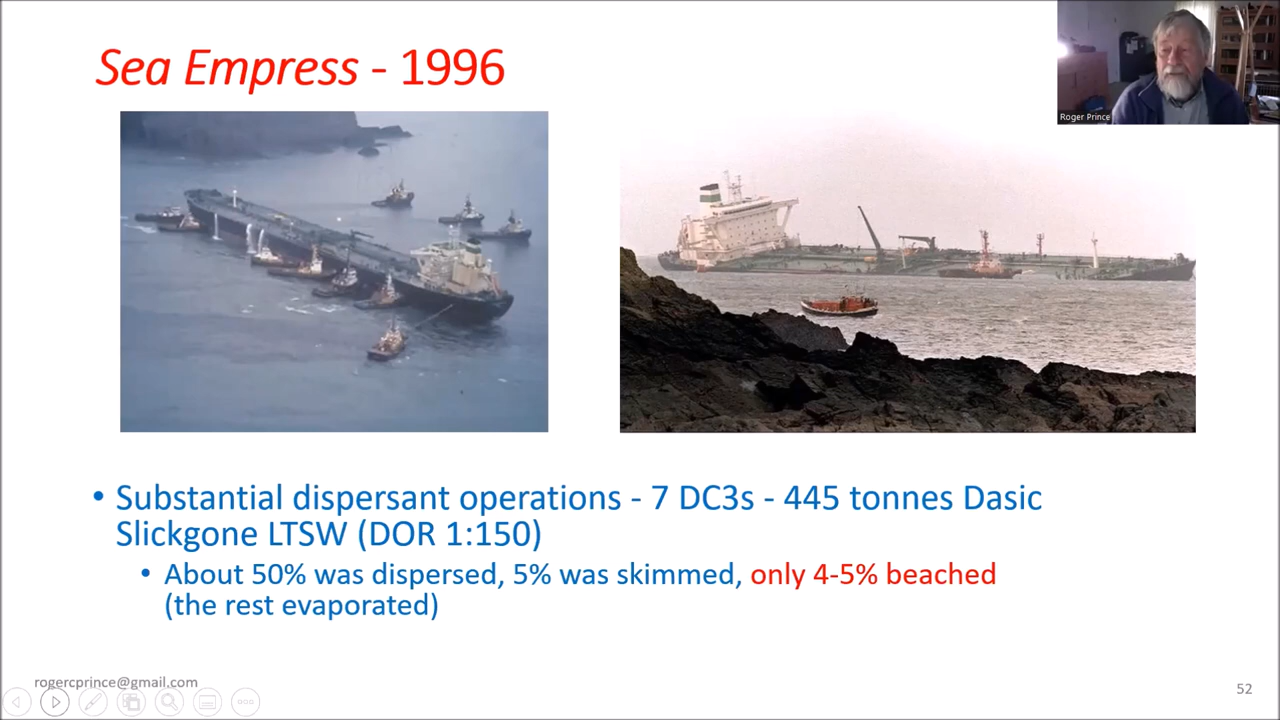 Sea Empress - 1996
Roger Prince
• Substantial dispersant operations - 7 DC3s - 445 tonnes Dasic
Slickgone LTSW (DOR 1:150)
• About 50% was dispersed, 5% was skimmed, only 4-5% beached
(the rest evaporated)
rogercprince@gmail.com
52